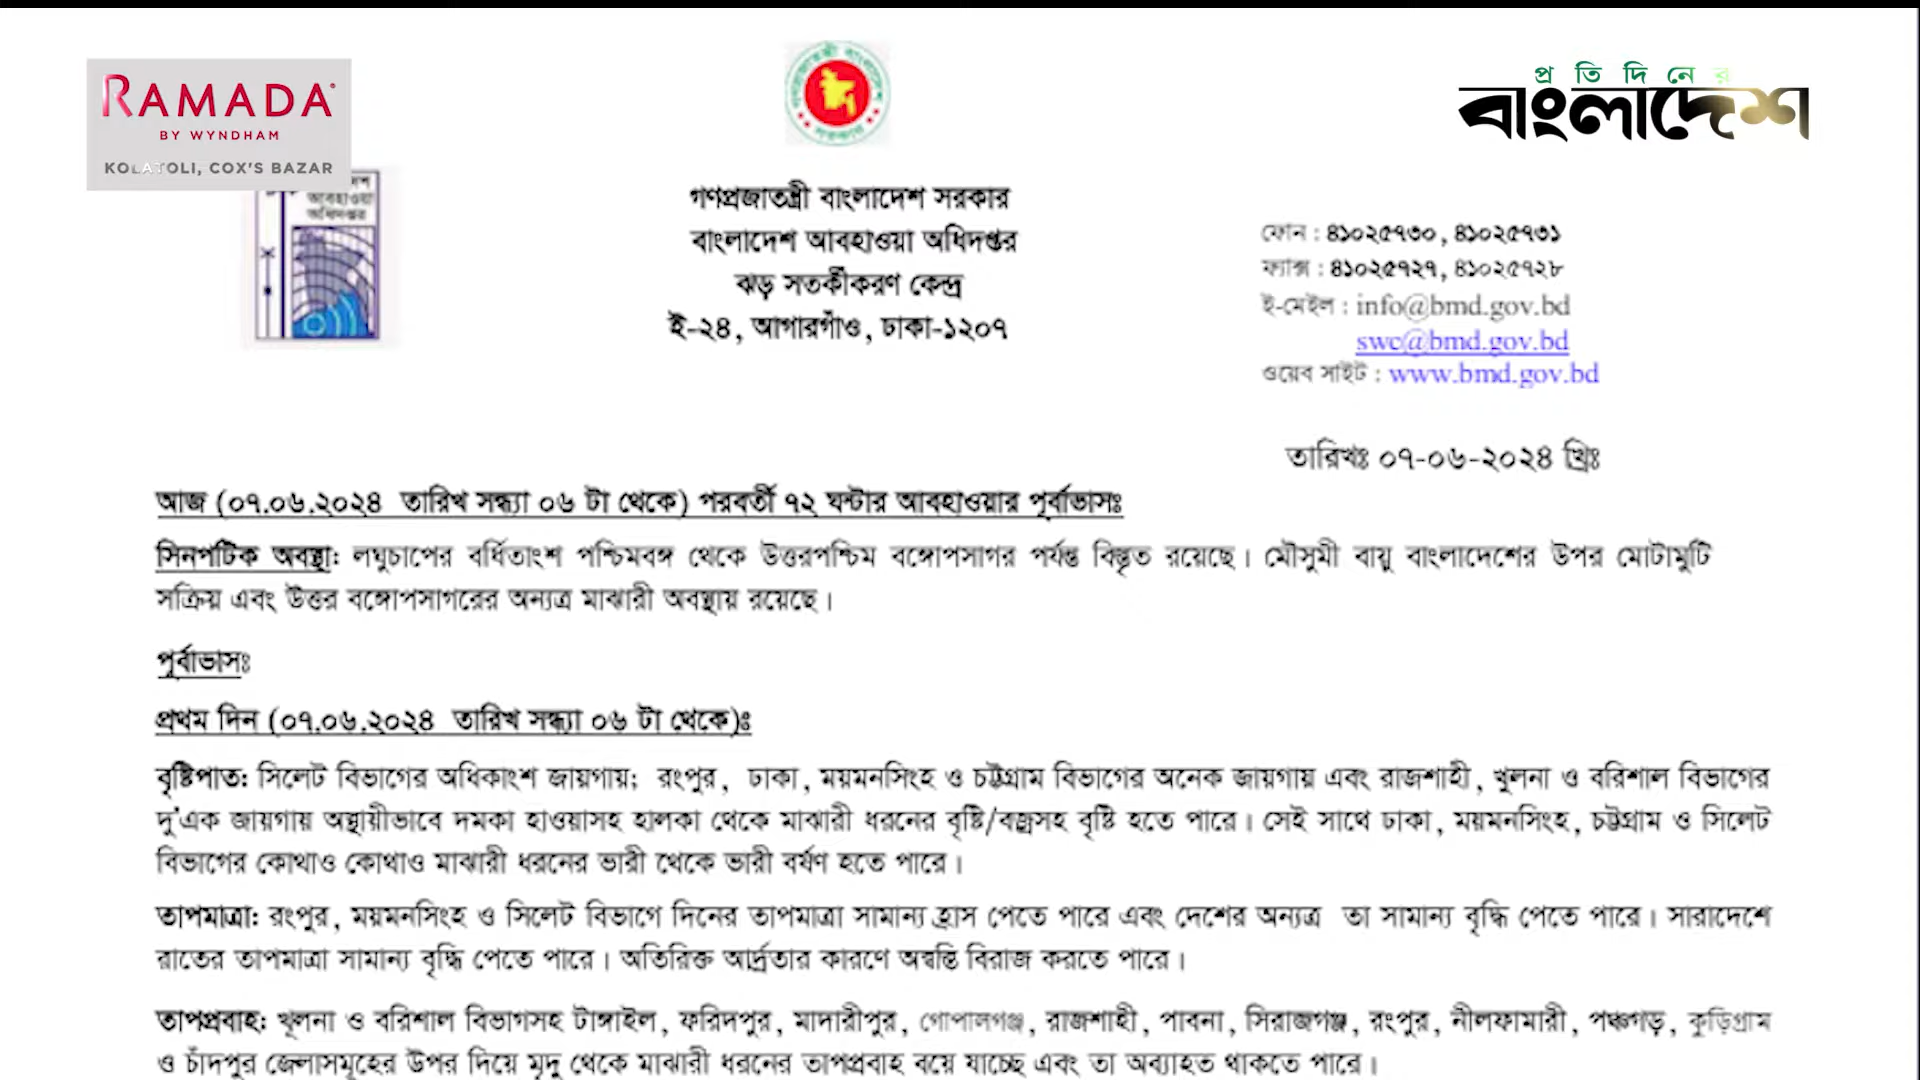 RAMADA
BY WYNDHAM
KOLATOLI, COX'S BAZAR
প্রতিদিনের
বাংলাদেশ
আবহাওয়া
অধিদপ্তর
গণপ্রজাতন্ত্রী বাংলাদেশ সরকার
বাংলাদেশ আবহাওয়া অধিদপ্তর
ঝড় সতর্কীকরণ কেন্দ্র
ই-২৪, আগারগাঁও, ঢাকা-১২০৭
ফোন : ৪১০২৫৭৩০, ৪১০২৫৭৩১
ফ্যাক্স : ৪১০২৫৭২৭, ৪১০২৫৭২৮
ই-মেইল : info@bmd.gov.bd
swc@bmd.gov.bd
ওয়েব সাইট : www.bmd.gov.bd
তারিখঃ ০৭-০৬-২০২৪ খ্রিঃ
আজ (০৭.০৬.২০২৪ তারিখ সন্ধ্যা ০৬ টা থেকে) পরবর্তী ৭২ ঘন্টার আবহাওয়ার পূর্বাভাসঃ
সিনপটিক অবস্থা: লঘুচাপের বর্ধিতাংশ পশ্চিমবঙ্গ থেকে উত্তরপশ্চিম বঙ্গোপসাগর পর্যন্ত বিস্তৃত রয়েছে। মৌসুমী বায়ু বাংলাদেশের উপর মোটামুটি
সক্রিয় এবং উত্তর বঙ্গোপসাগরের অন্যত্র মাঝারী অবস্থায় রয়েছে।
পূর্বাভাসঃ
প্রথম দিন (০৭.০৬.২০২৪ তারিখ সন্ধ্যা ০৬ টা থেকে)ঃ
বৃষ্টিপাত: সিলেট বিভাগের অধিকাংশ জায়গায়; রংপুর, ঢাকা, ময়মনসিংহ ও চট্টগ্রাম বিভাগের অনেক জায়গায় এবং রাজশাহী, খুলনা ও বরিশাল বিভাগের
দু'এক জায়গায় অস্থায়ীভাবে দমকা হাওয়াসহ হালকা থেকে মাঝারী ধরনের বৃষ্টি/বজ্রসহ বৃষ্টি হতে পারে। সেই সাথে ঢাকা, ময়মনসিংহ, চট্টগ্রাম ও সিলেট
বিভাগের কোথাও কোথাও মাঝারী ধরনের ভারী থেকে ভারী বর্ষণ হতে পারে।
তাপমাত্রা: রংপুর, ময়মনসিংহ ও সিলেট বিভাগে দিনের তাপমাত্রা সামান্য হ্রাস পেতে পারে এবং দেশের অন্যত্র তা সামান্য বৃদ্ধি পেতে পারে। সারাদেশে
রাতের তাপমাত্রা সামান্য বৃদ্ধি পেতে পারে। অতিরিক্ত আর্দ্রতার কারণে অস্বস্তি বিরাজ করতে পারে।
তাপপ্রবাহ: খুলনা ও বরিশাল বিভাগসহ টাঙ্গাইল, ফরিদপুর, মাদারীপুর, গোপালগঞ্জ, রাজশাহী, পাবনা, সিরাজগঞ্জ, রংপুর, নীলফামারী, পঞ্চগড়, কুড়িগ্রাম
ও চাঁদপুর জেলাসমূহের উপর দিয়ে মৃদু থেকে মাঝারী ধরনের তাপপ্রবাহ বয়ে যাচ্ছে এবং তা অব্যাহত থাকতে পারে।